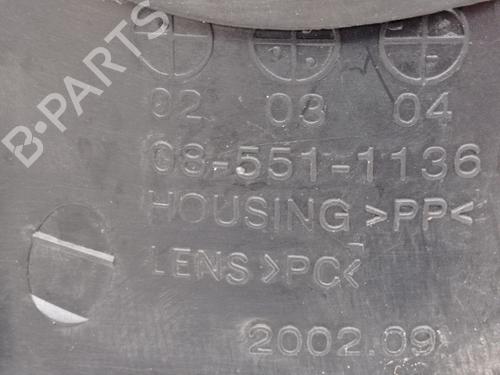 02 03 04
08-551-1136
HOUSING >PP<
LENS >PC<
2002.09
B-PARTS